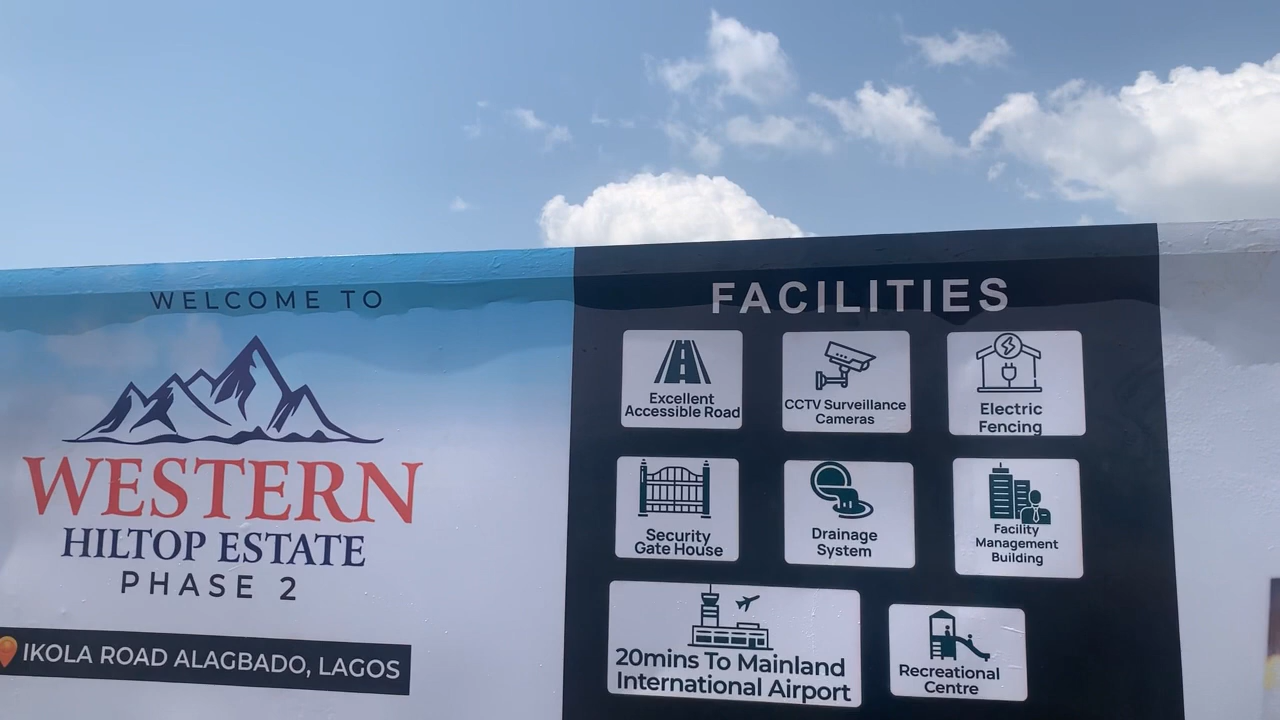 WELCOME TO
WESTERN
HILTOP ESTATE
PHASE 2
IKOLA ROAD ALAGBADO, LAGOS
FACILITIES
Excellent
Accessible Road
CCTV Surveillance
Cameras
Electric
Fencing
Security
Gate House
Drainage
System
Facility
Management
Building
20mins To Mainland
International Airport
Recreational
Centre